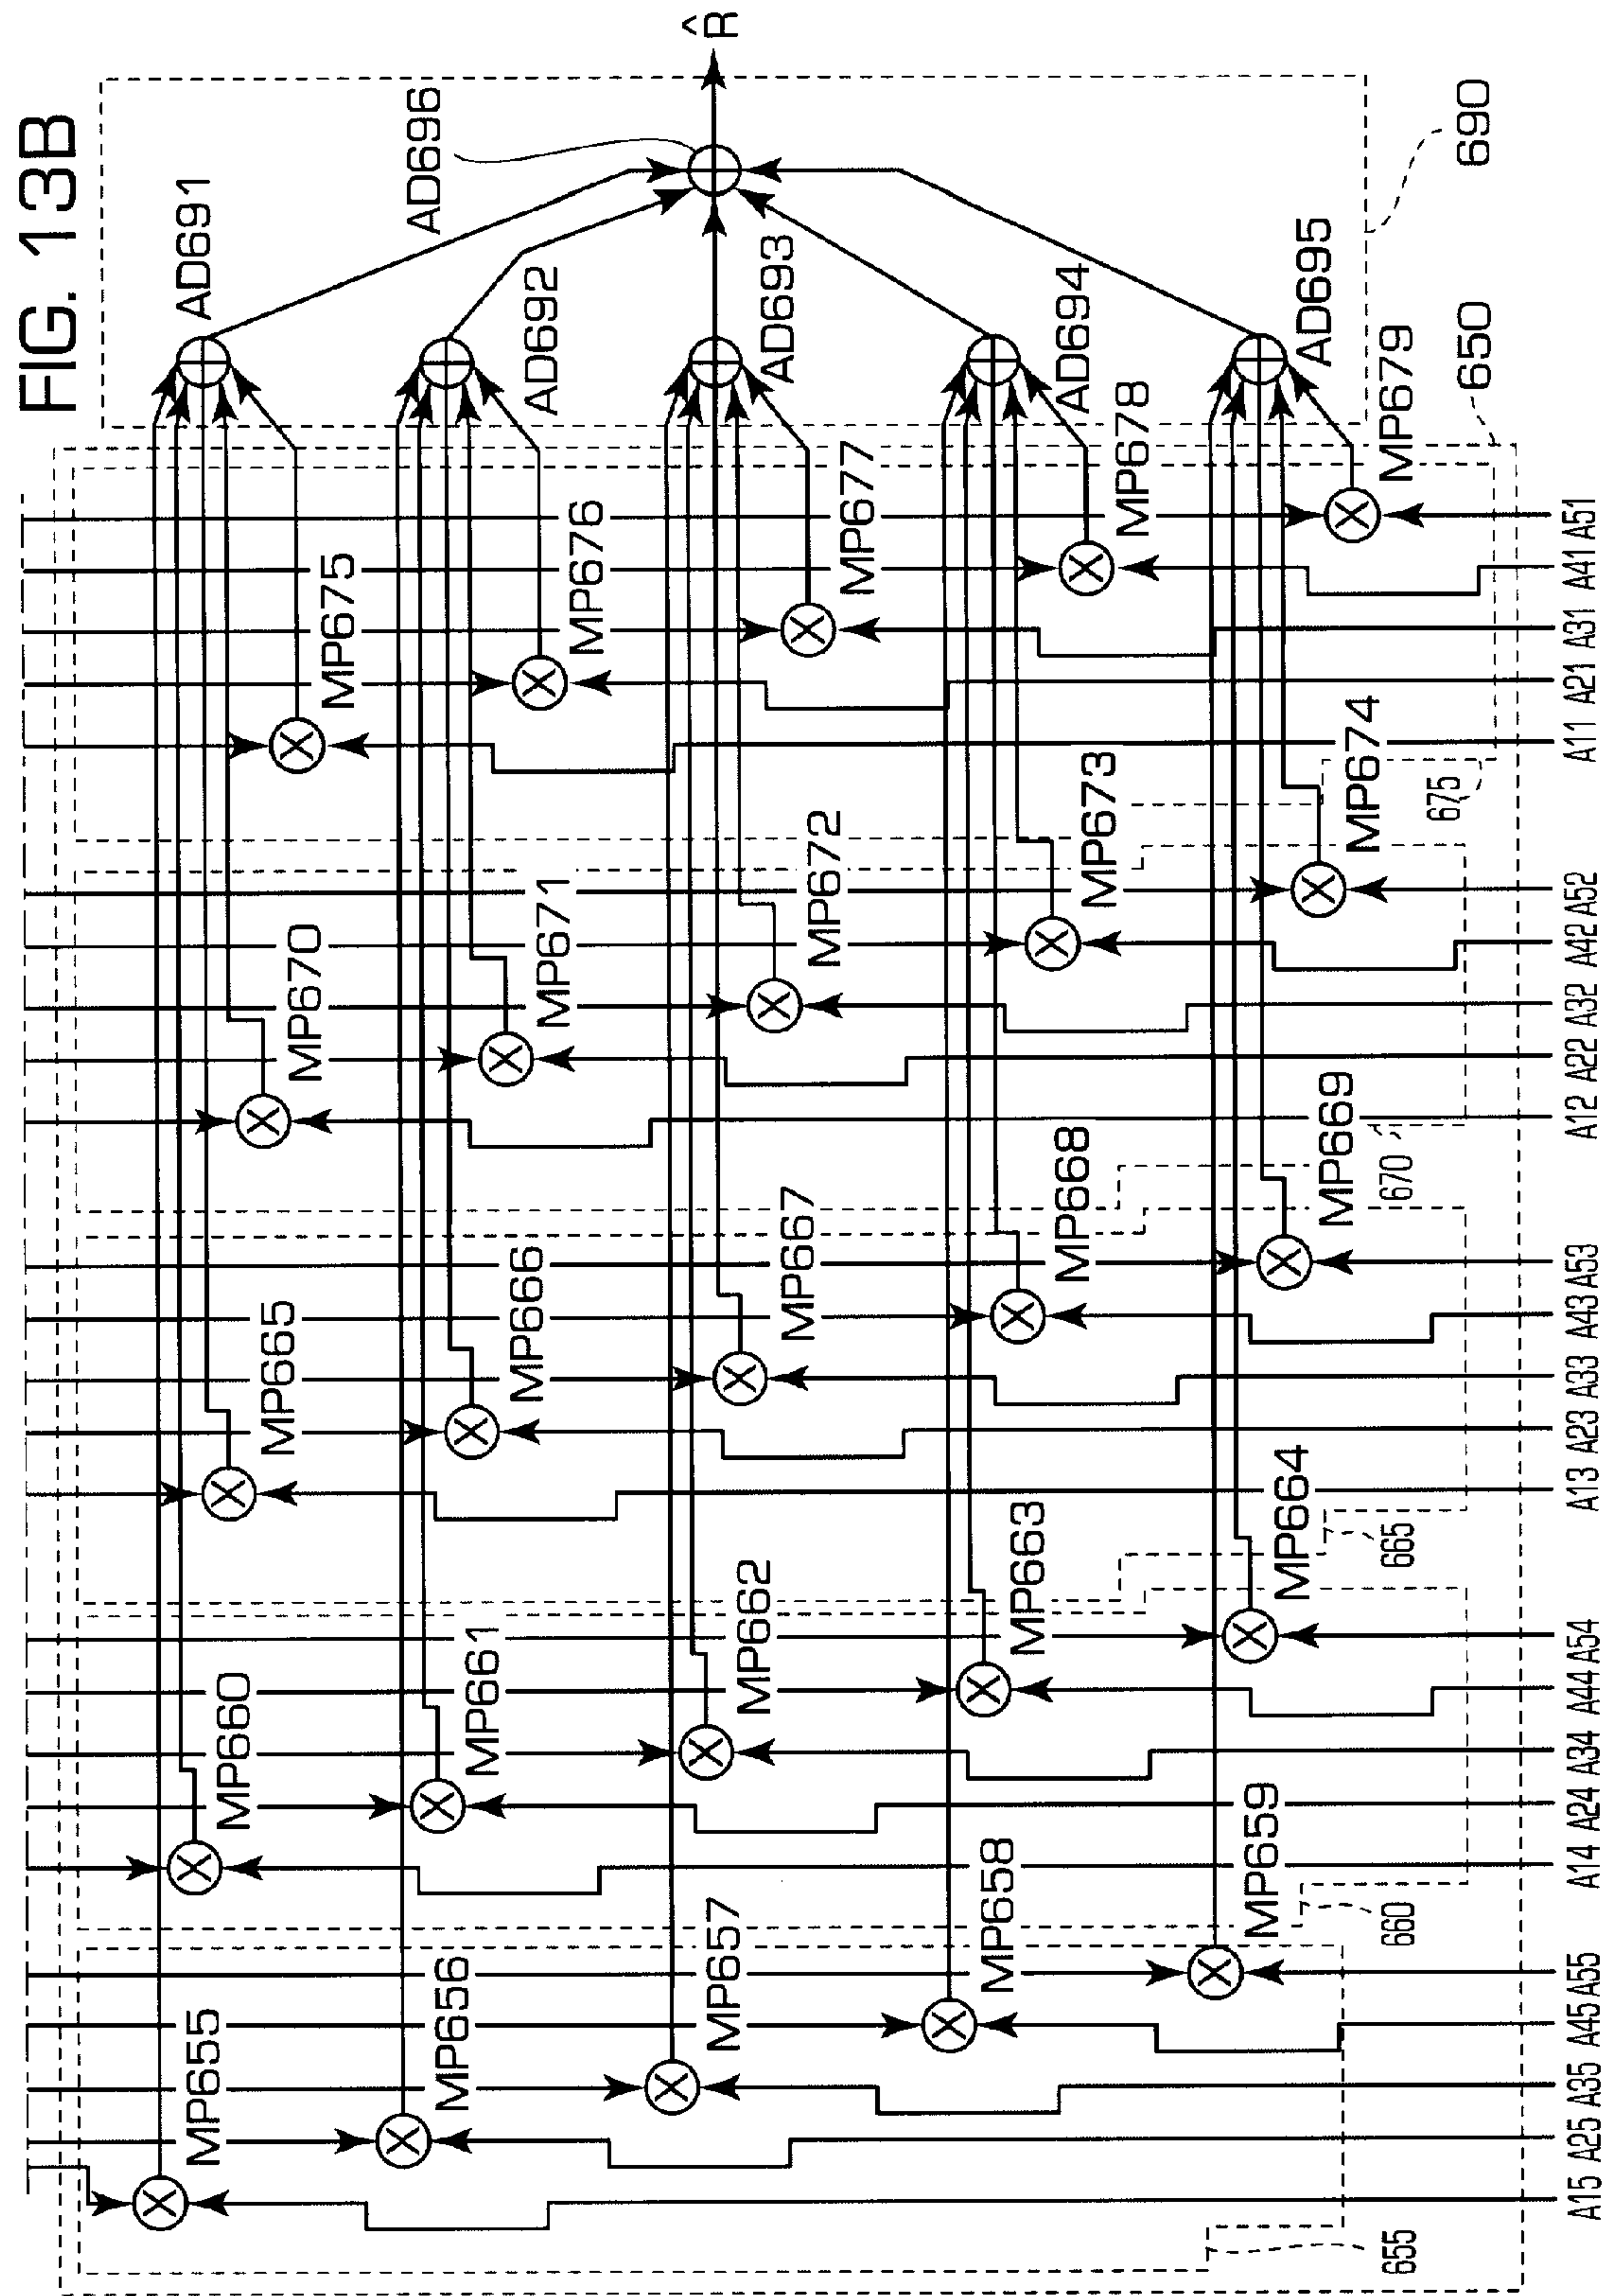 FIG. 13B
R̂
AD691
AD692
AD693
AD694
AD695
AD696
690
650
MP675
MP676
MP677
MP678
MP679
A11 A21 A31 A41 A51
675
MP670
MP671
MP672
MP673
MP674
A12 A22 A32 A42 A52
670
MP665
MP666
MP667
MP668
MP669
A13 A23 A33 A43 A53
665
MP660
MP661
MP662
MP663
MP664
A14 A24 A34 A44 A54
660
MP655
MP656
MP657
MP658
MP659
A15 A25 A35 A45 A55
655